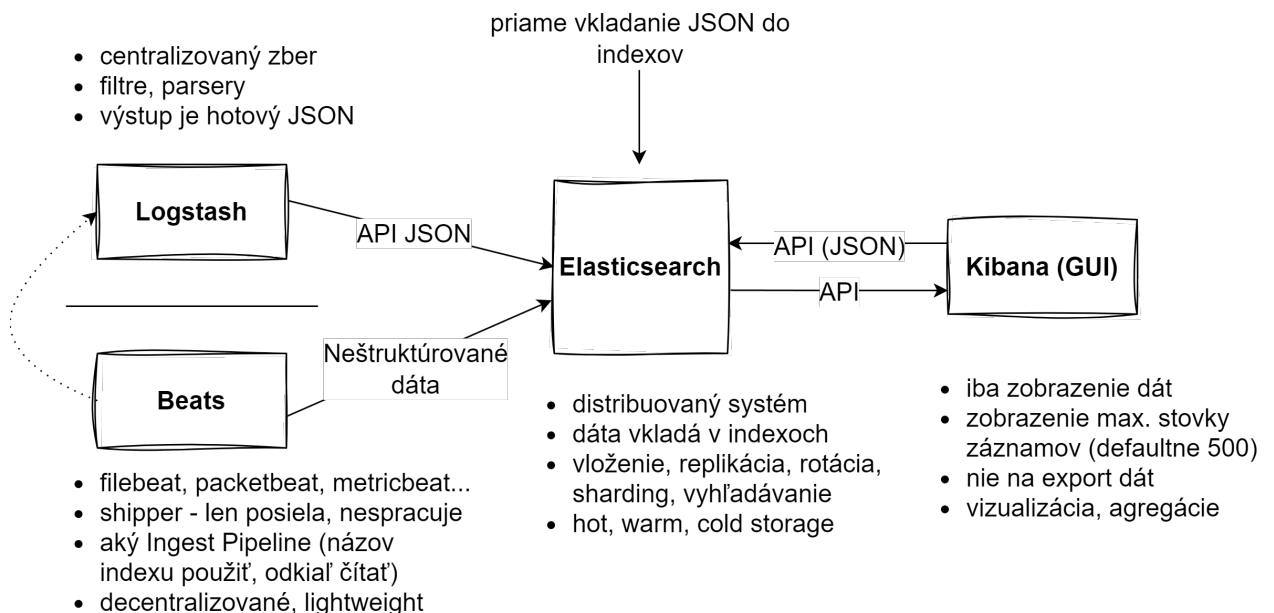 priame vkladanie JSON do
indexov
• centralizovaný zber
• filtre, parsery
• výstup je hotový JSON
Logstash
API JSON
Elasticsearch
API (JSON)
API
Kibana (GUI)
Neštruktúrované
dáta
Beats
• filebeat, packetbeat, metricbeat...
• shipper - len posiela, nespracuje
• aký Ingest Pipeline (názov
indexu použiť, odkiaľ čítať)
• decentralizované, lightweight
• distribuovaný systém
• dáta vkladá v indexoch
• vloženie, replikácia, rotácia,
sharding, vyhľadávanie
• hot, warm, cold storage
• iba zobrazenie dát
• zobrazenie max. stovky
záznamov (defaultne 500)
• nie na export dát
• vizualizácia, agregácie